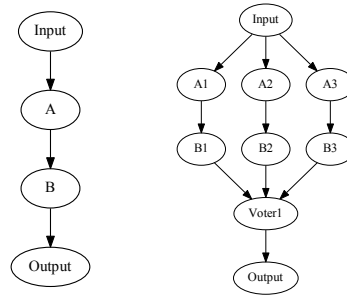 Input
A
B
Output
Input
A1 A2 A3
B1 B2 B3
Voter1
Output